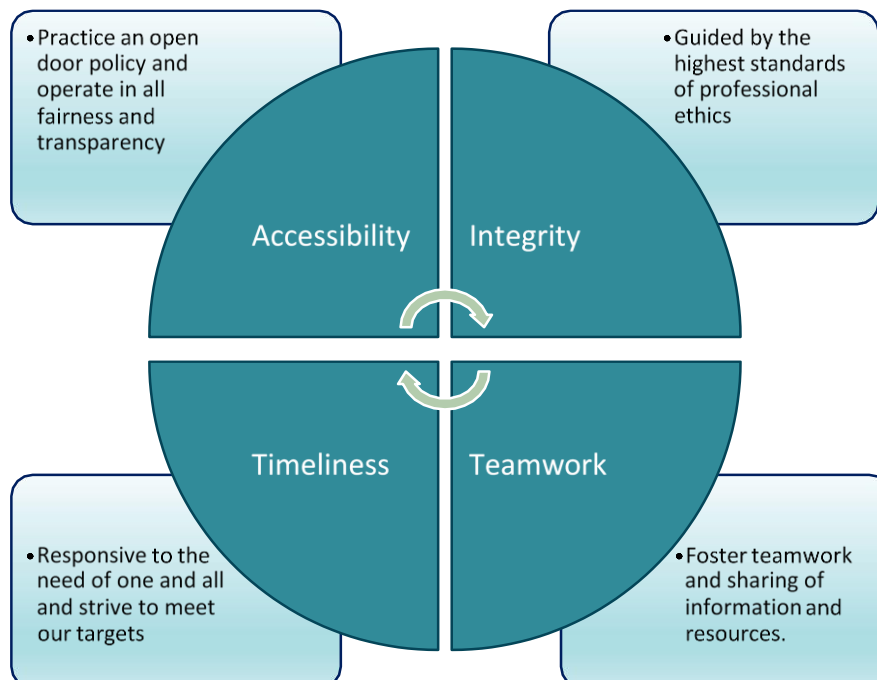 • Practice an open
door policy and
operate in all
fairness and
transparency
• Guided by the
highest standards
of professional
ethics
Accessibility
Integrity
Timeliness
Teamwork
• Responsive to the
need of one and all
and strive to meet
our targets
• Foster teamwork
and sharing of
information and
resources.